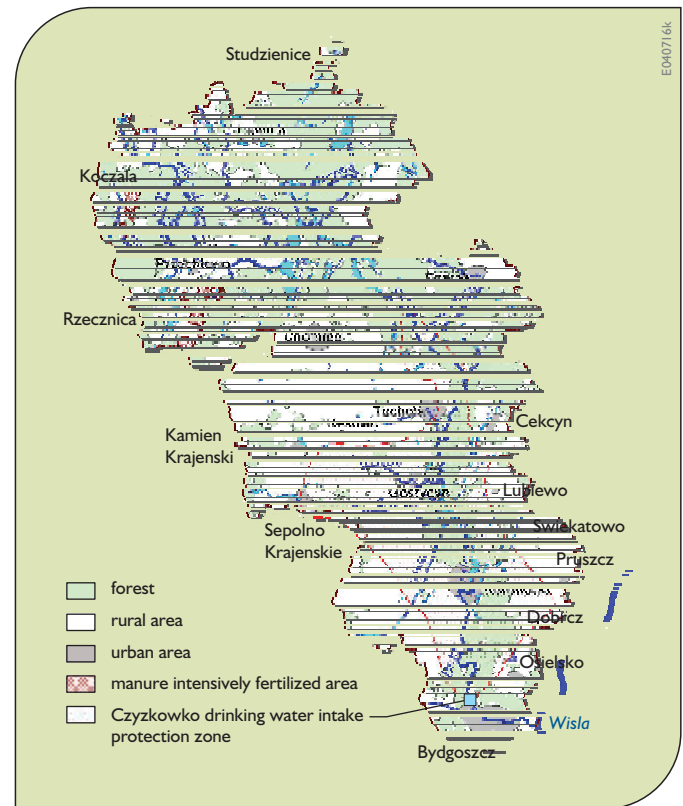 E040716k
Studzienice
Koczala
Rzecznica
Cekcyn
Kamien
Krajenski
Lubiewo
Sepolno
Krajenskie
Swiekatowo
Pruszcz
Dobrcz
Osielsko
Wisla
Bydgoszcz
forest
rural area
urban area
manure intensively fertilized area
Czyzkowko drinking water intake
protection zone